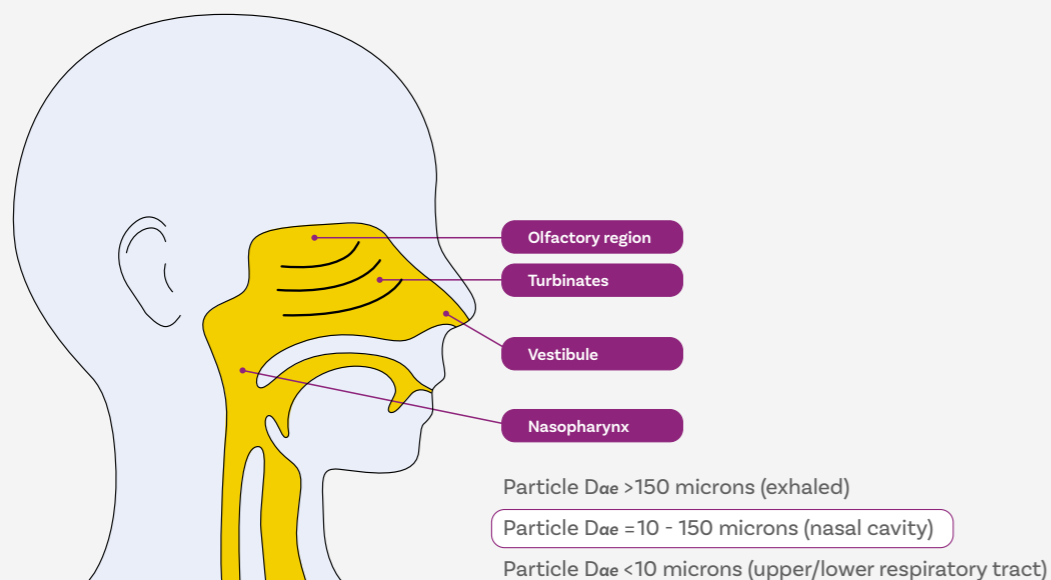 Olfactory region
Turbinates
Vestibule
Nasopharynx
Particle Dae >150 microns (exhaled)
Particle Dae =10 - 150 microns (nasal cavity)
Particle Dae <10 microns (upper/lower respiratory tract)